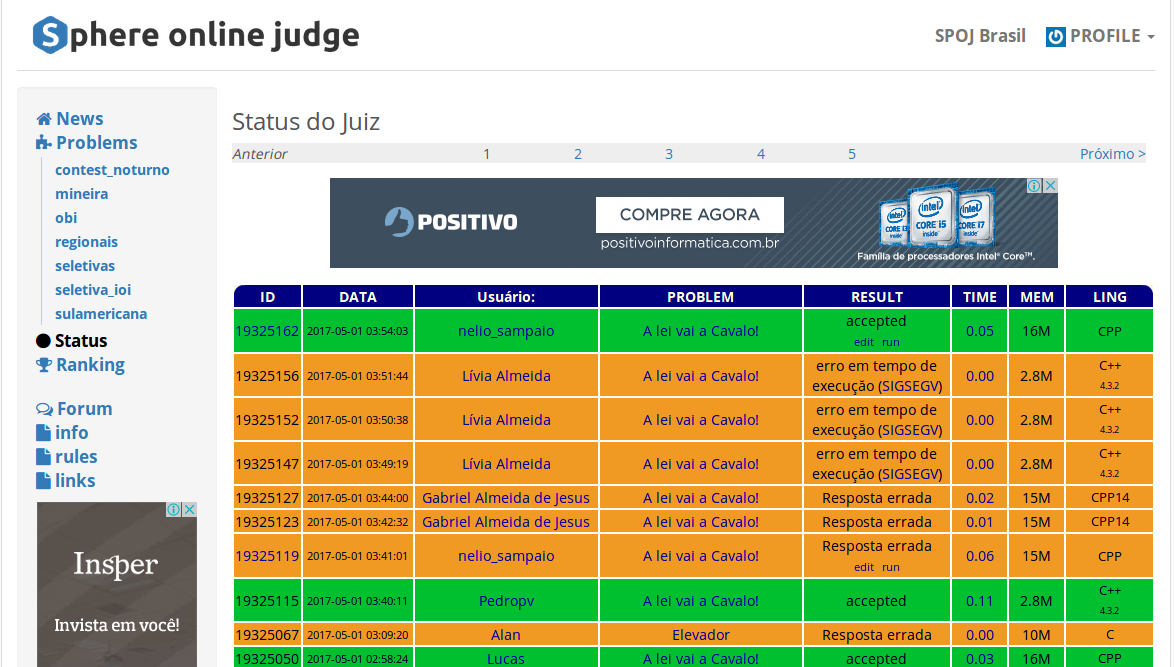 Sphere online judge
SPOJ Brasil PROFILE
News
Problems
contest_noturno
mineira
obi
regionais
seletivas
seletiva_ioi
sulamericana
Status
Ranking
Forum
info
rules
links
Insper
Invista em você!
Status do Juiz
Anterior 1 2 3 4 5 Próximo >
POSITIVO
COMPRE AGORA
positivoinformatica.com.br
intel CORE i3 inside
intel CORE i5 inside
intel CORE i7 inside
Família de processadores Intel® Core™.
ID DATA Usuário: PROBLEM RESULT TIME MEM LING
19325162 2017-05-01 03:54:03 nelio_sampaio A lei vai a Cavalo! accepted edit run 0.05 16M CPP
19325156 2017-05-01 03:51:44 Lívia Almeida A lei vai a Cavalo! erro em tempo de execução (SIGSEGV) 0.00 2.8M C++ 4.3.2
19325152 2017-05-01 03:50:38 Lívia Almeida A lei vai a Cavalo! erro em tempo de execução (SIGSEGV) 0.00 2.8M C++ 4.3.2
19325147 2017-05-01 03:49:19 Lívia Almeida A lei vai a Cavalo! erro em tempo de execução (SIGSEGV) 0.00 2.8M C++ 4.3.2
19325127 2017-05-01 03:44:00 Gabriel Almeida de Jesus A lei vai a Cavalo! Resposta errada 0.02 15M CPP14
19325123 2017-05-01 03:42:32 Gabriel Almeida de Jesus A lei vai a Cavalo! Resposta errada 0.01 15M CPP14
19325119 2017-05-01 03:41:01 nelio_sampaio A lei vai a Cavalo! Resposta errada edit run 0.06 15M CPP
19325115 2017-05-01 03:40:11 Pedropv A lei vai a Cavalo! accepted 0.11 2.8M C++ 4.3.2
19325067 2017-05-01 03:09:20 Alan Elevador Resposta errada 0.00 10M C
19325050 2017-05-01 02:58:24 Lucas A lei vai a Cavalo! accepted 0.03 16M CPP